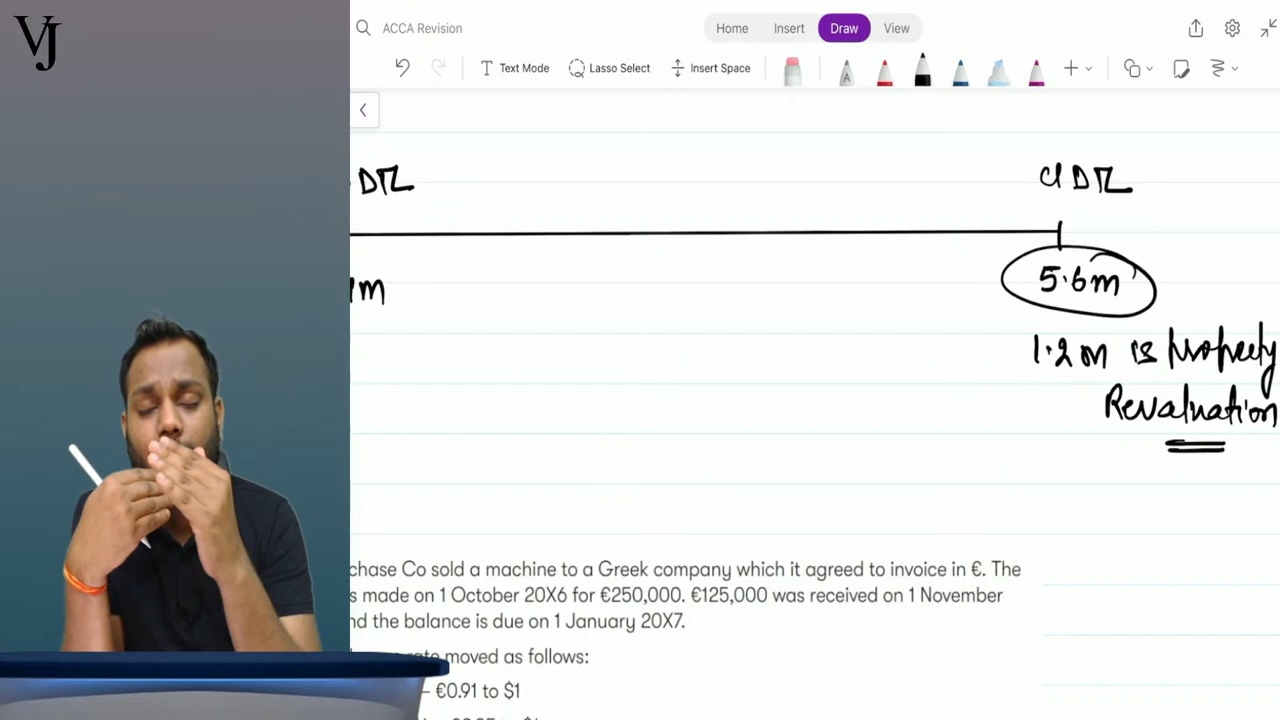 VJ
ACCA Revision
Home Insert Draw View
Text Mode Lasso Select Insert Space
DTL
cl DTL
5.6m
m
1.2m is property
Revaluation
chase Co sold a machine to a Greek company which it agreed to invoice in €. The
s made on 1 October 20X6 for €250,000. €125,000 was received on 1 November
nd the balance is due on 1 January 20X7.
rate moved as follows:
– €0.91 to $1